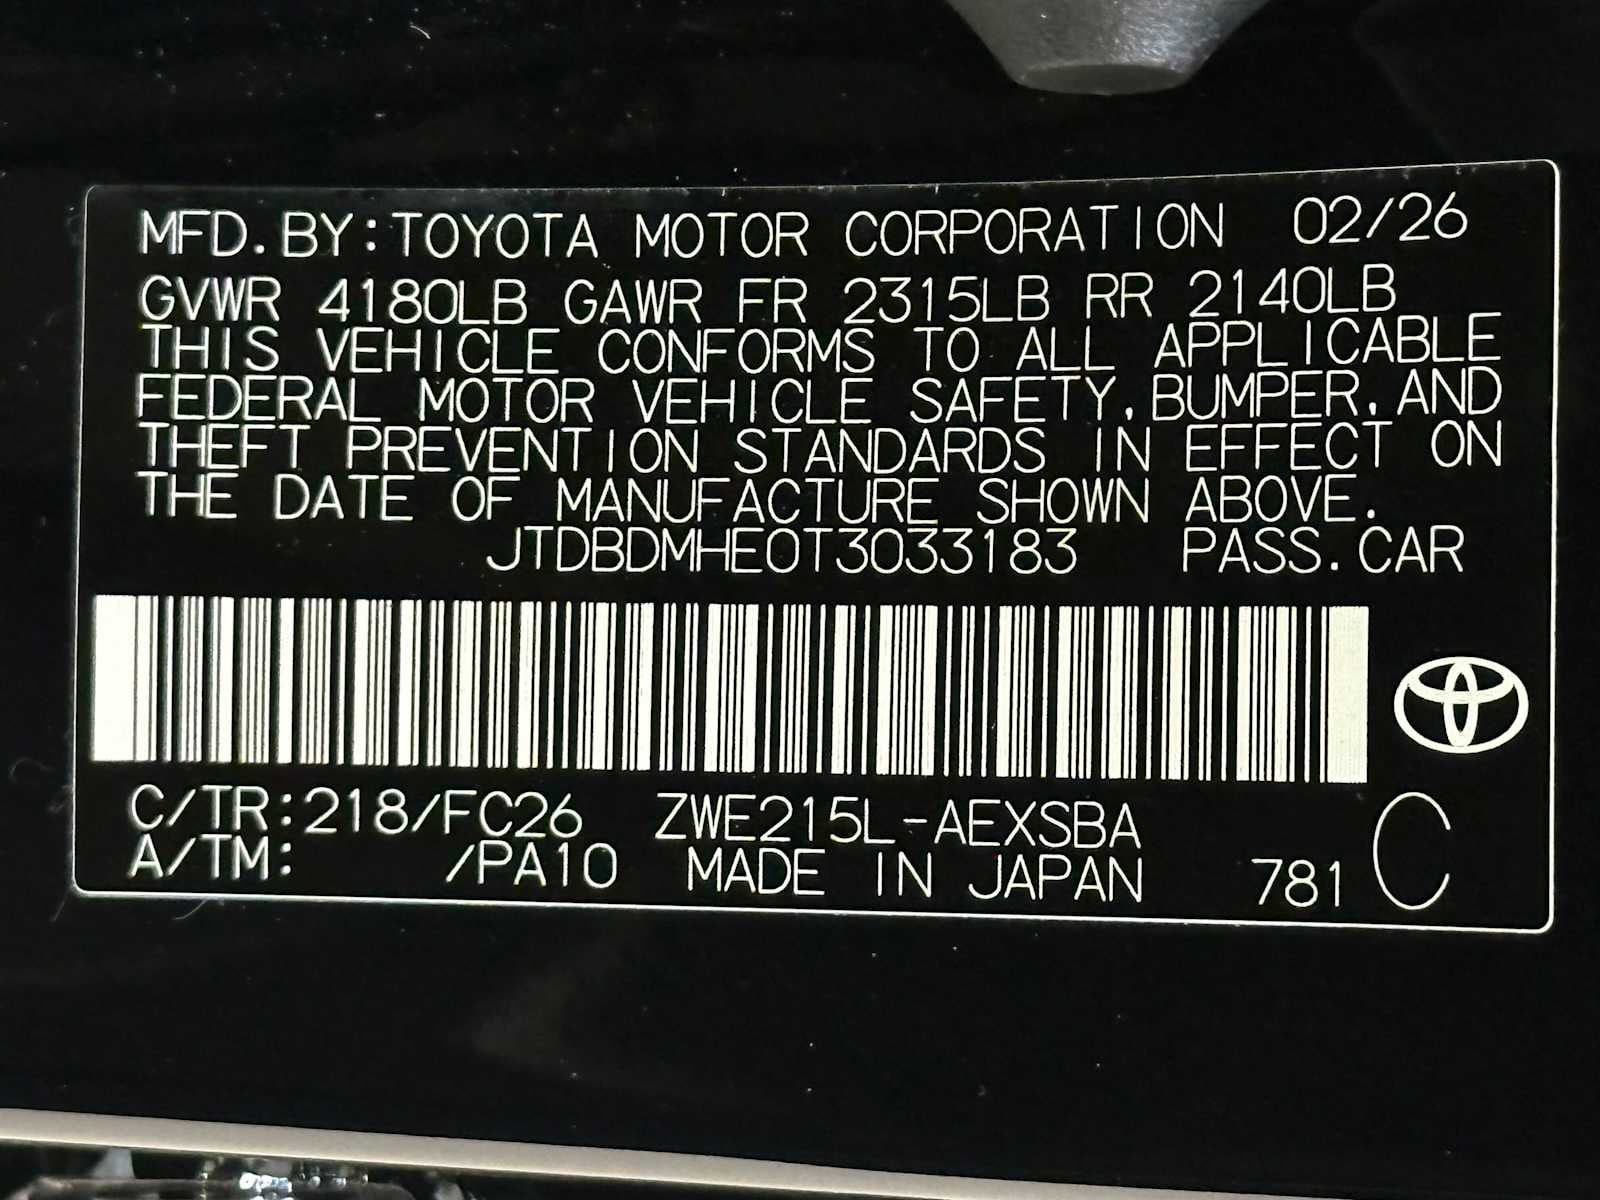 MFD.BY:TOYOTA MOTOR CORPORATION 02/26
GVWR 4180LB GAWR FR 2315LB RR 2140LB
THIS VEHICLE CONFORMS TO ALL APPLICABLE
FEDERAL MOTOR VEHICLE SAFETY,BUMPER,AND
THEFT PREVENTION STANDARDS IN EFFECT ON
THE DATE OF MANUFACTURE SHOWN ABOVE.
JTDBDMHE0T3033183 PASS.CAR
C/TR:218/FC26 ZWE215L-AEXSBA
A/TM: /PA10 MADE IN JAPAN 781 C